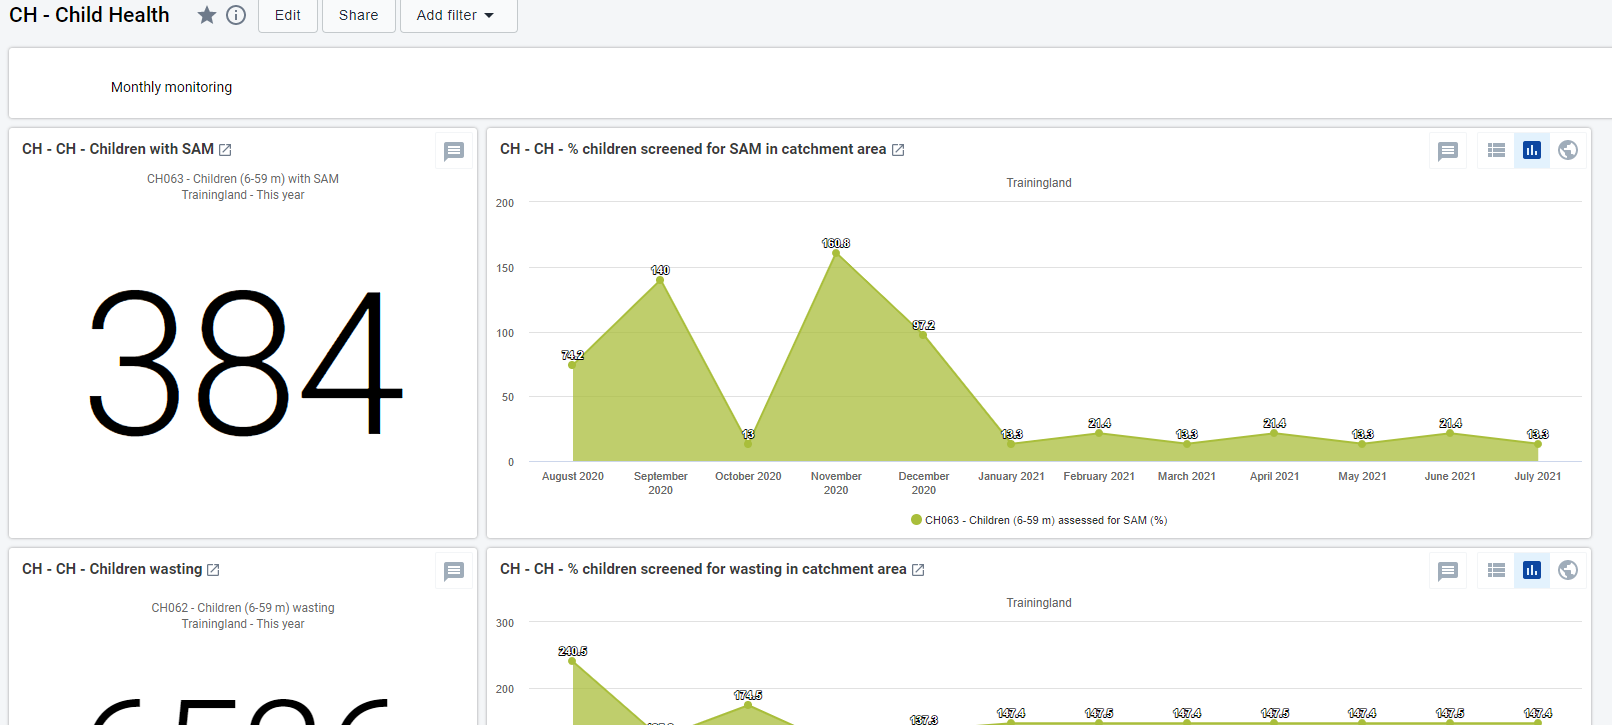 CH - Child Health
Edit
Share
Add filter
Monthly monitoring
CH - CH - Children with SAM
CH063 - Children (6-59 m) with SAM
Trainingland - This year
384
CH - CH - % children screened for SAM in catchment area
Trainingland
200
150
100
50
0
74.2
140
13
160.8
97.2
13.3
21.4
13.3
21.4
13.3
21.4
13.3
August 2020
September 2020
October 2020
November 2020
December 2020
January 2021
February 2021
March 2021
April 2021
May 2021
June 2021
July 2021
CH063 - Children (6-59 m) assessed for SAM (%)
CH - CH - Children wasting
CH062 - Children (6-59 m) wasting
Trainingland - This year
CH - CH - % children screened for wasting in catchment area
Trainingland
300
200
240.5
174.5
137.3
147.4
147.5
147.4
147.5
147.4
147.5
147.4